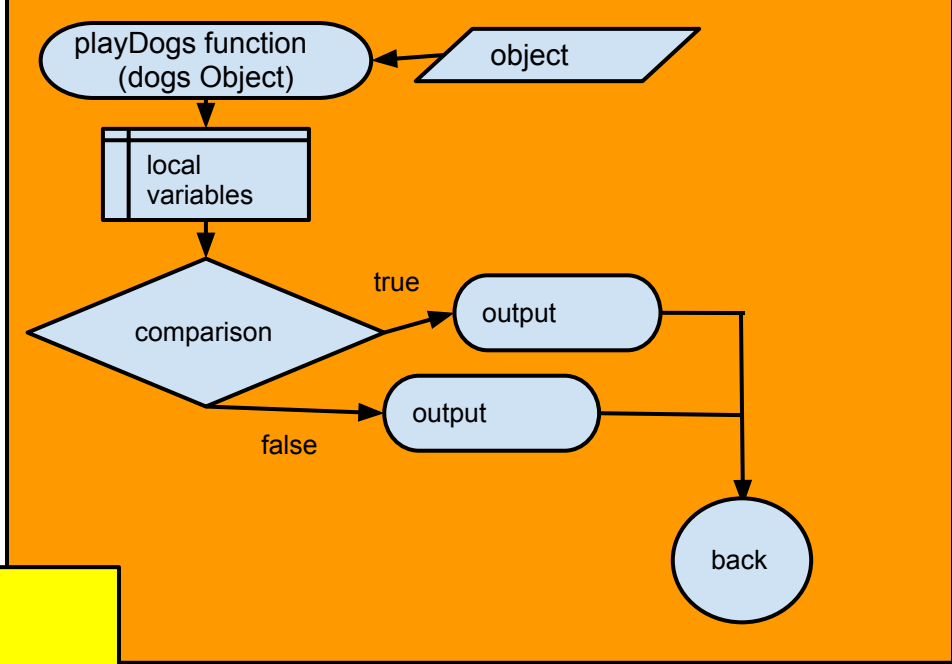 playDogs function
(dogs Object)
object
local
variables
true
comparison
output
output
false
back